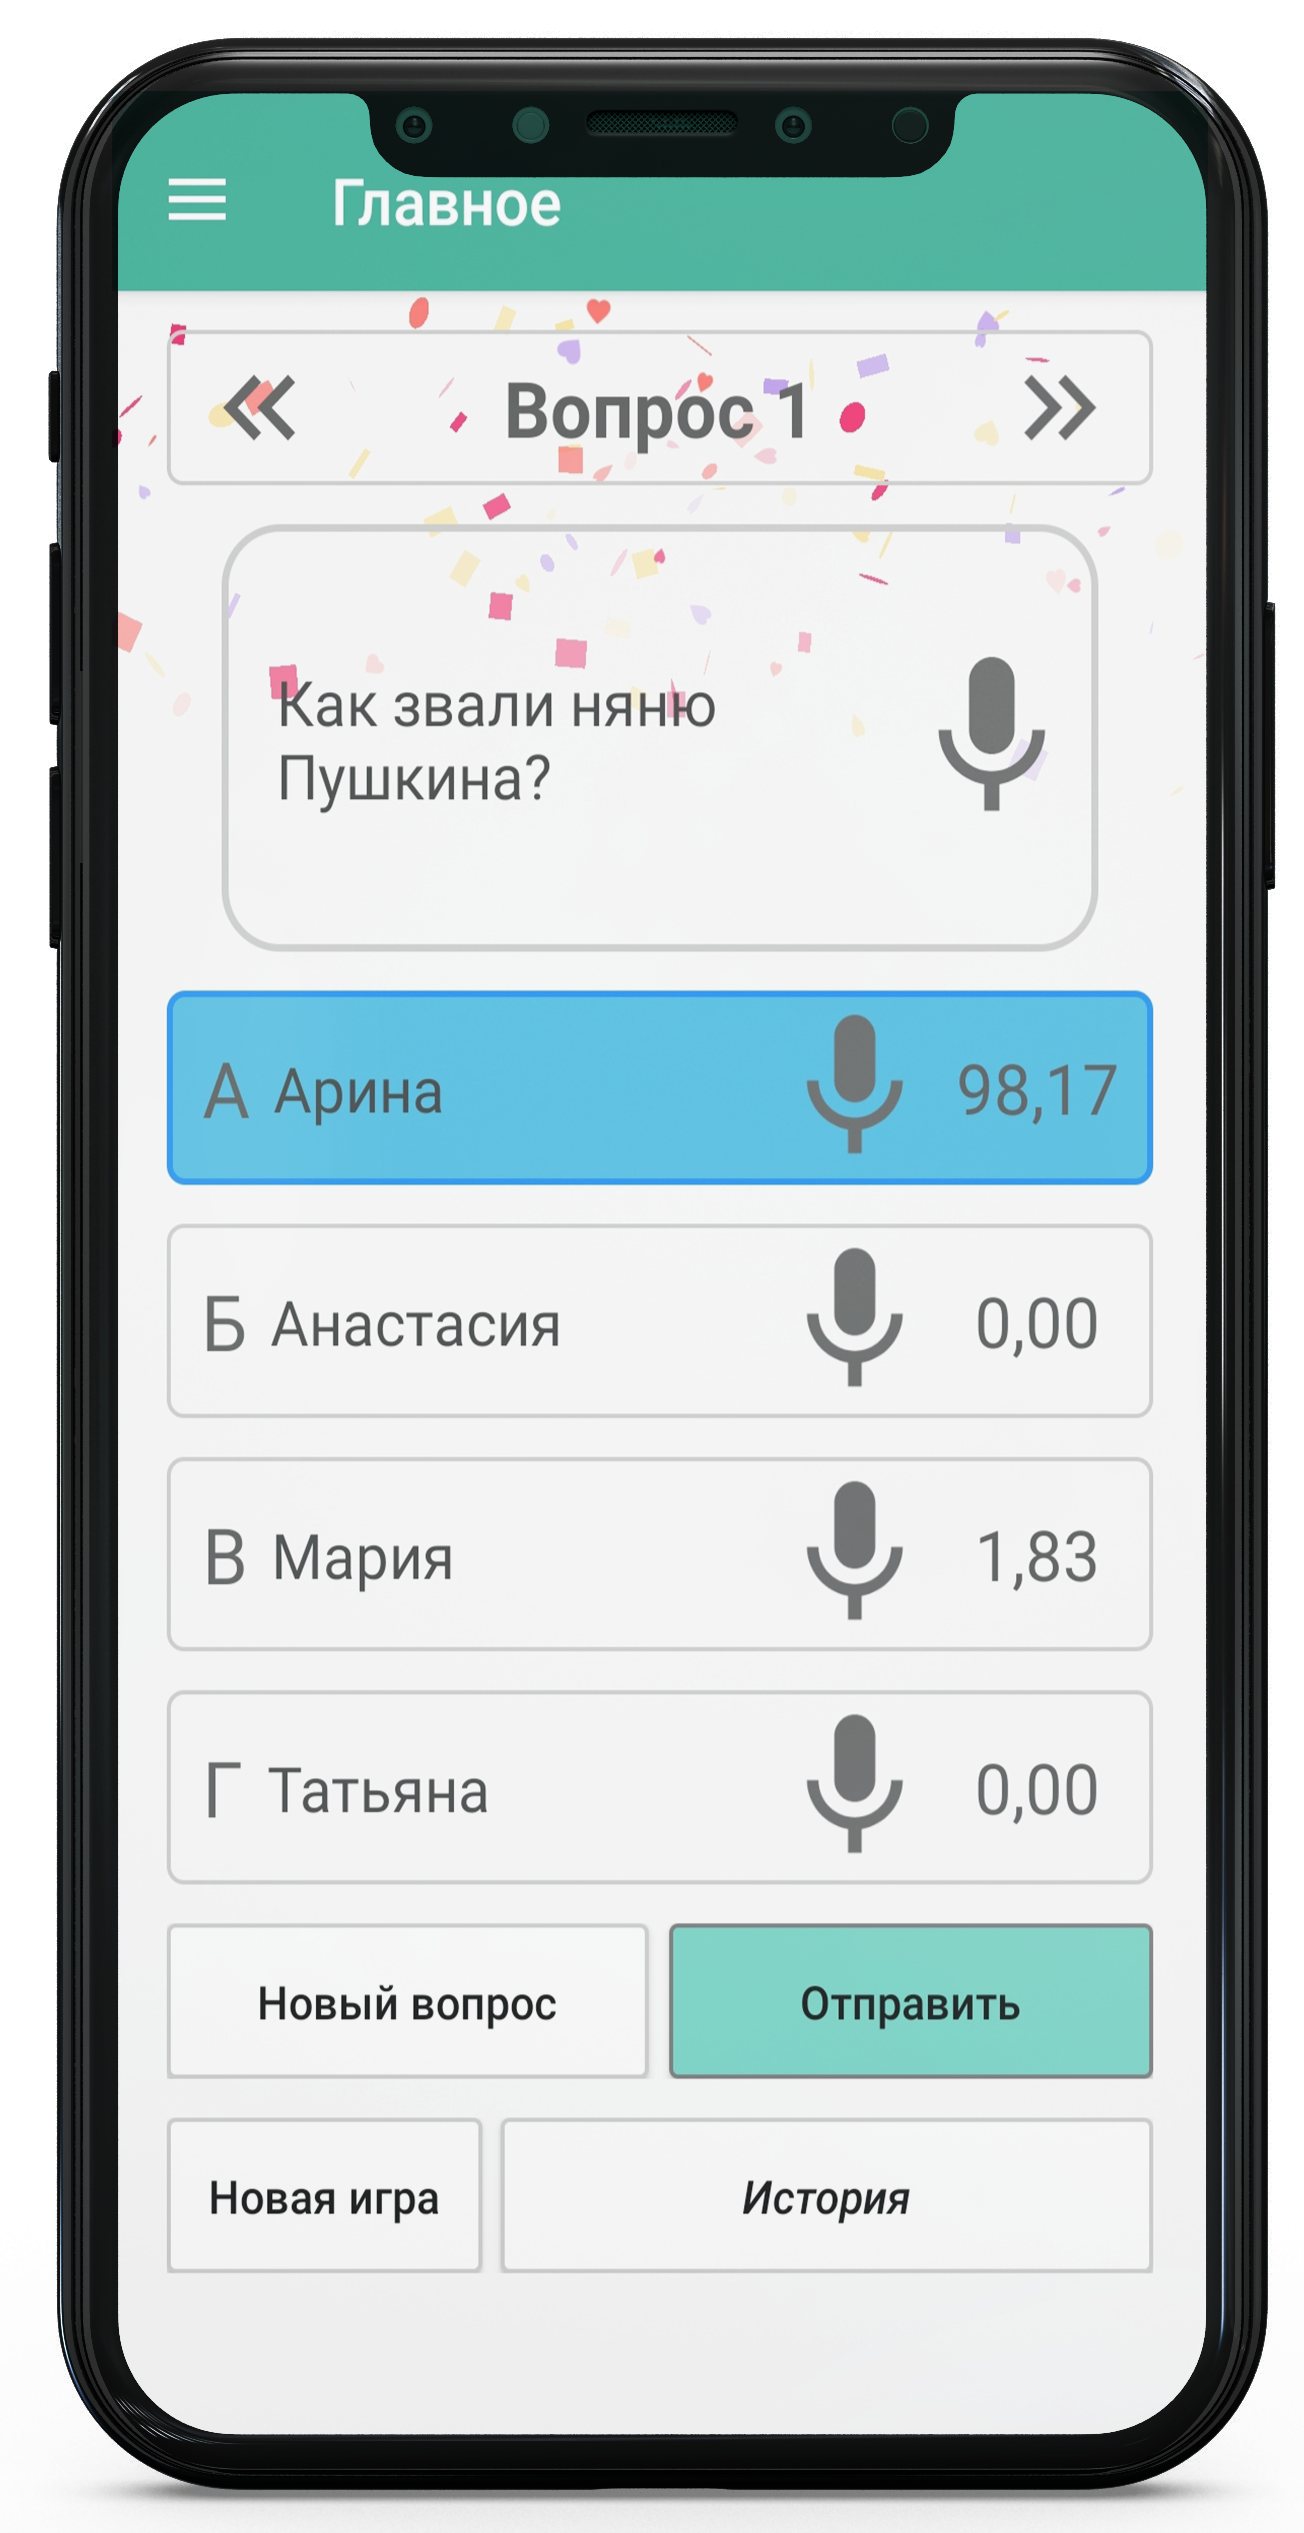 Главное
Вопрос 1
Как звали няню
Пушкина?
А Арина 98,17
Б Анастасия 0,00
В Мария 1,83
Г Татьяна 0,00
Новый вопрос Отправить
Новая игра История